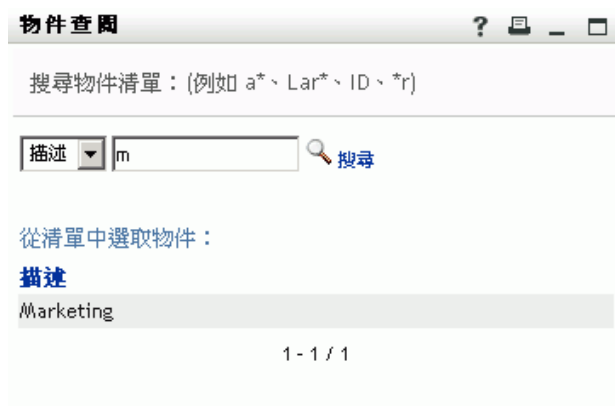 物件查閱 ?
搜尋物件清單：(例如 a*、Lar*、ID、*r)
描述 m 搜尋
從清單中選取物件：
描述
Marketing
1 - 1 / 1